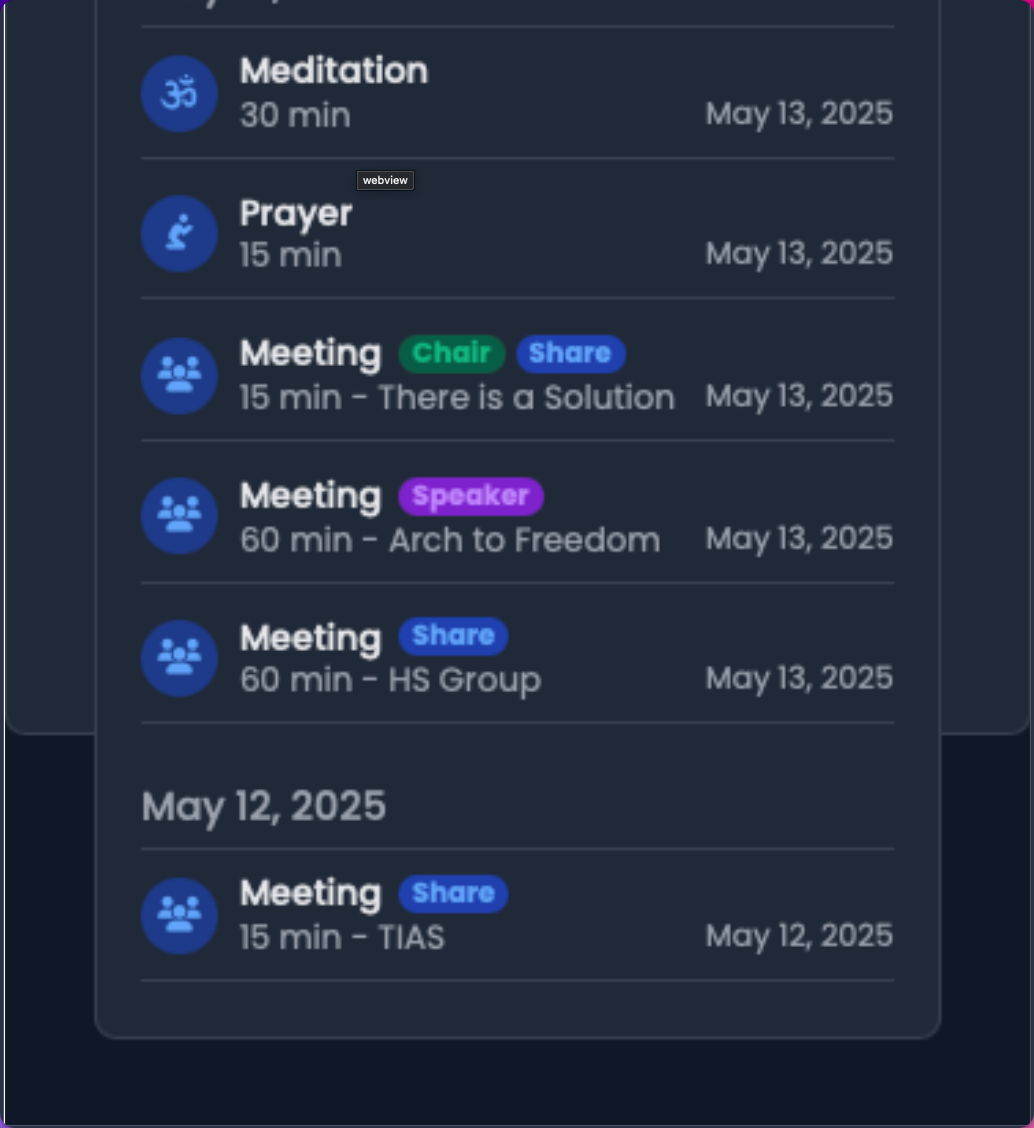 Meditation
30 min
May 13, 2025
webview
Prayer
15 min
May 13, 2025
Meeting Chair Share
15 min - There is a Solution May 13, 2025
Meeting Speaker
60 min - Arch to Freedom May 13, 2025
Meeting Share
60 min - HS Group May 13, 2025
May 12, 2025
Meeting Share
15 min - TIAS May 12, 2025